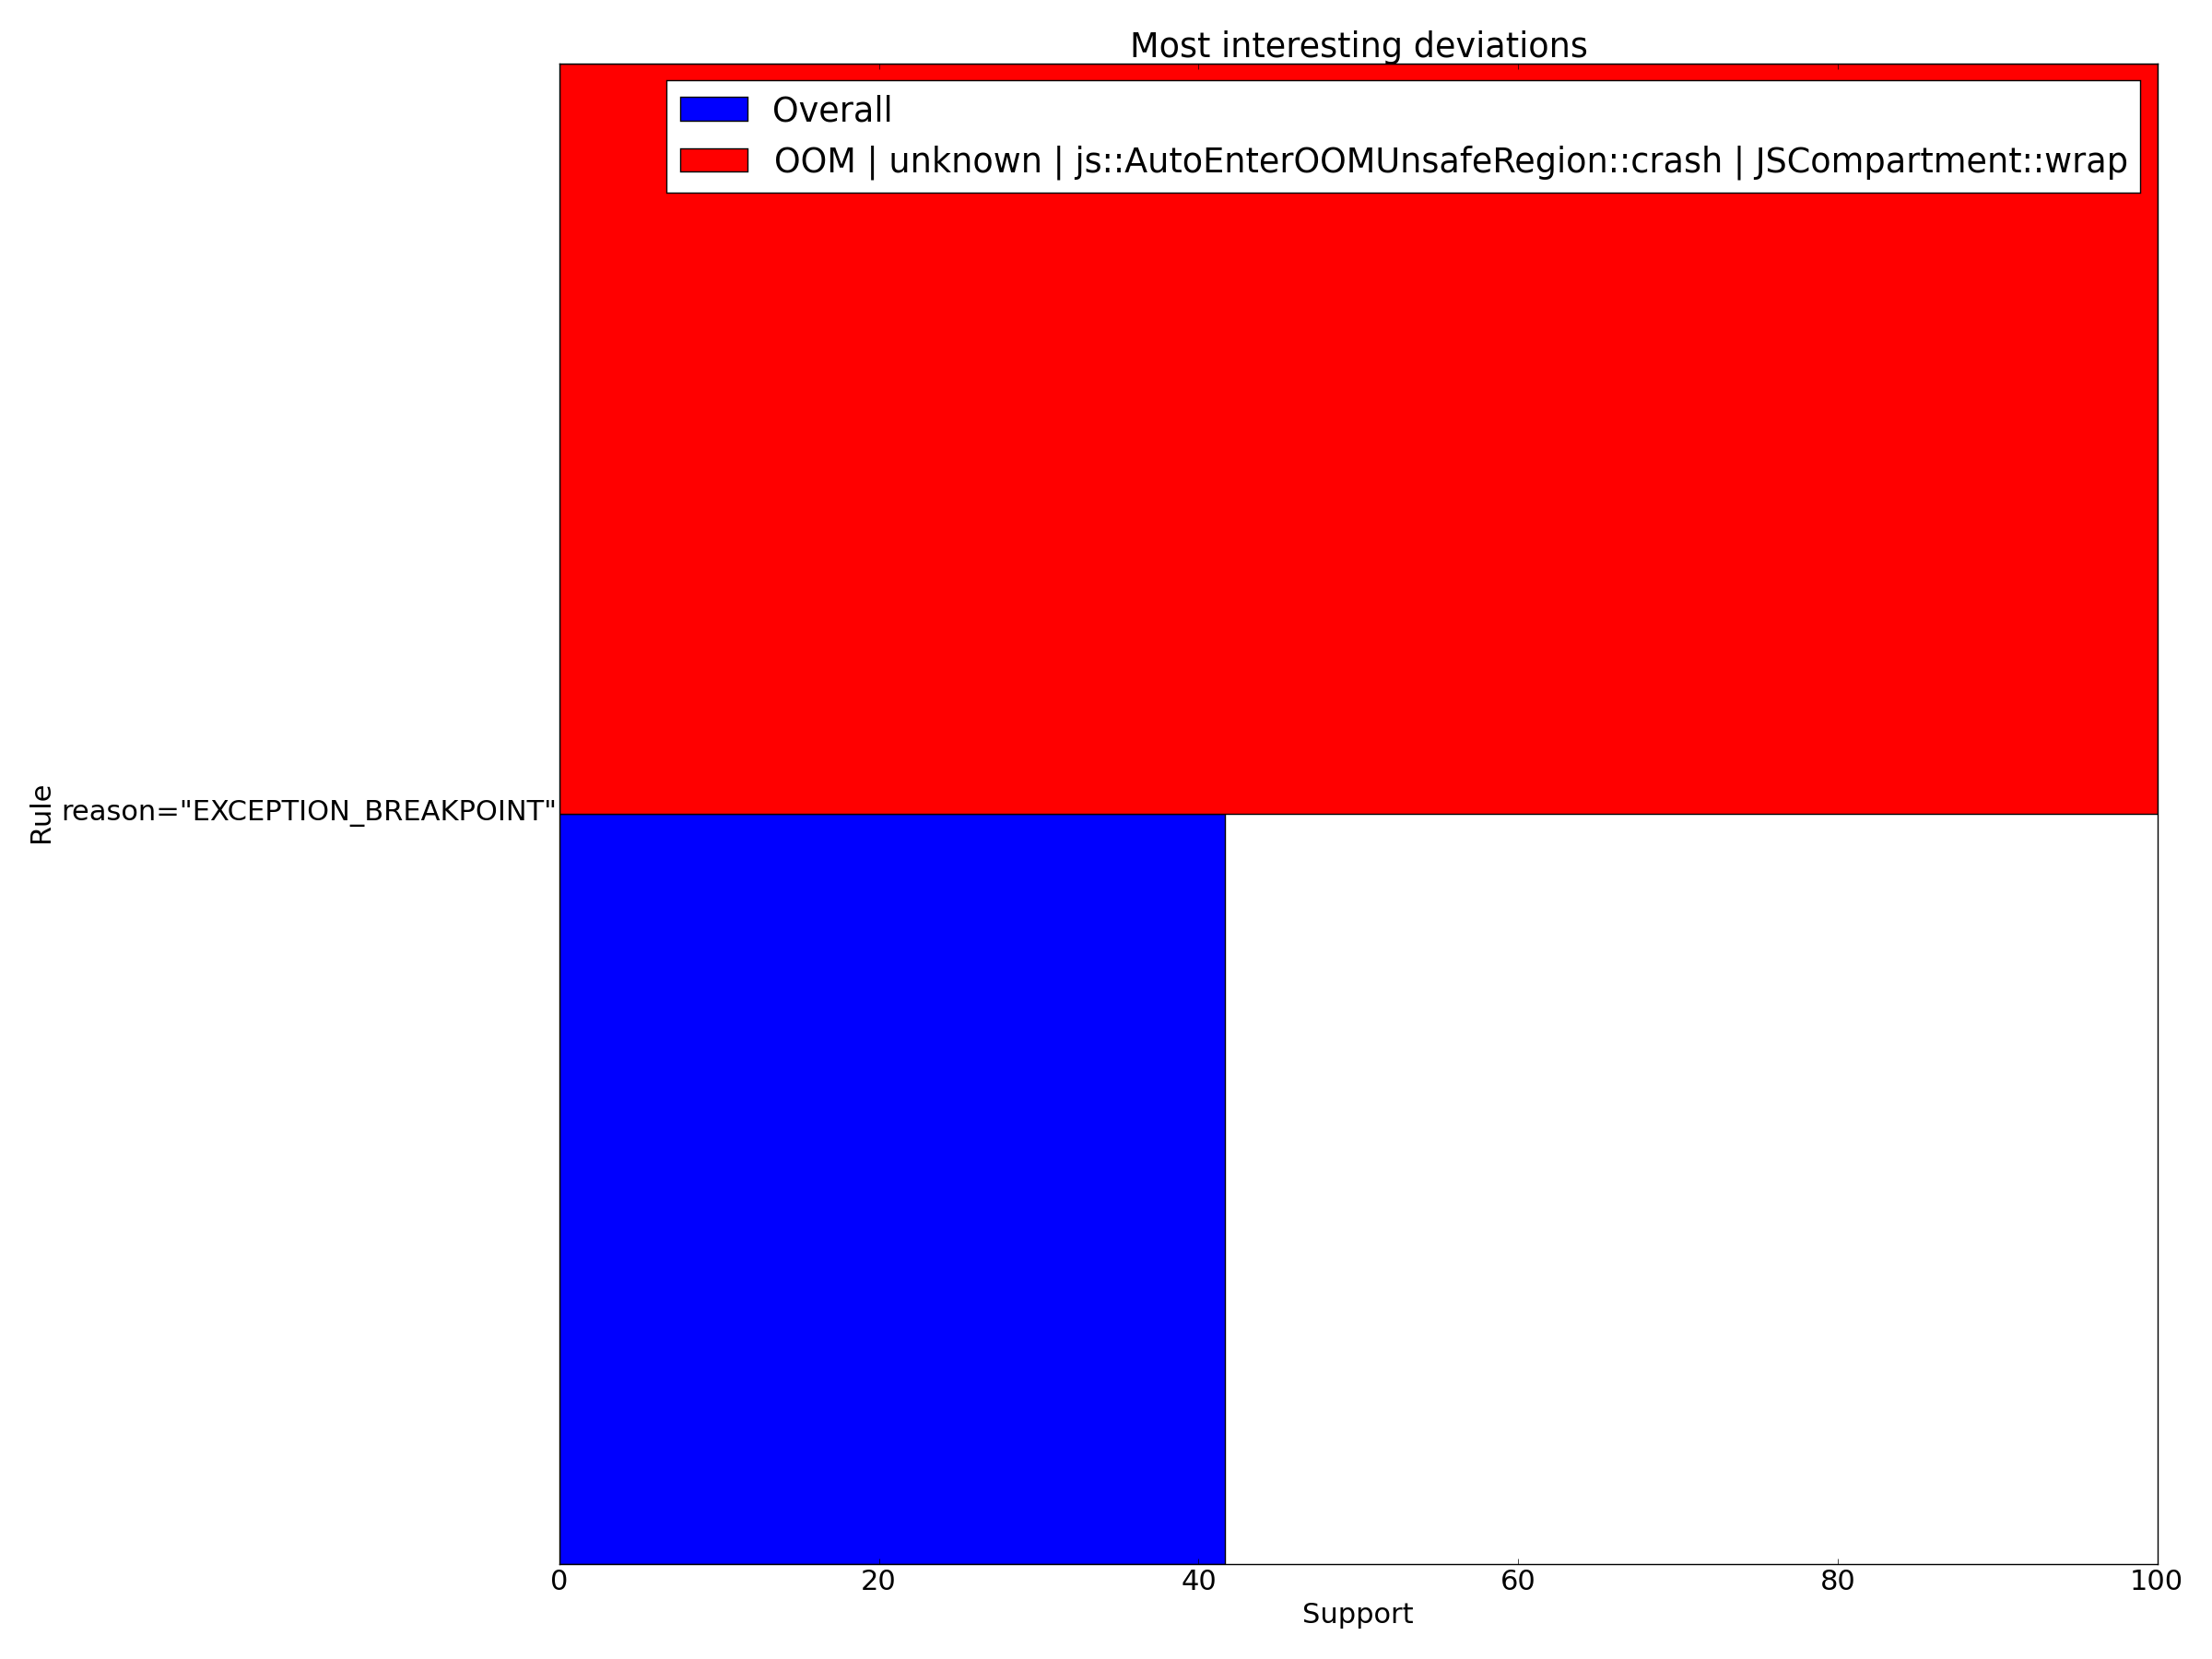 Most interesting deviations
Overall
OOM | unknown | js::AutoEnterOOMUnsafeRegion::crash | JSCompartment::wrap
Rule
reason="EXCEPTION_BREAKPOINT"
0 20 40 60 80 100
Support